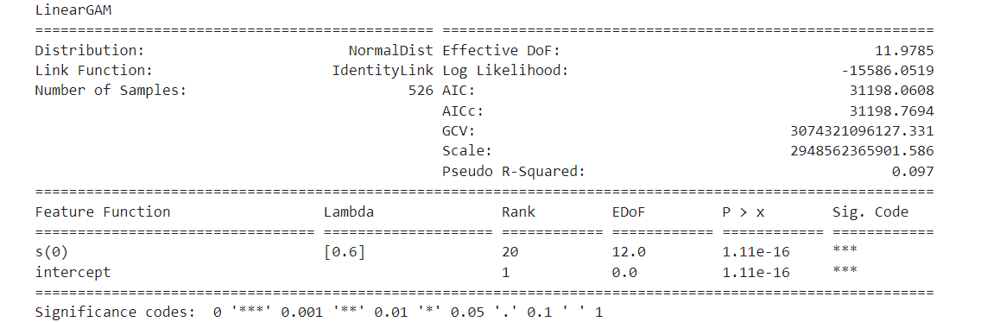 LinearGAM
=============================================== ==========================================================
Distribution:                        NormalDist Effective DoF:                                     11.9785
Link Function:                     IdentityLink Log Likelihood:                                -15586.0519
Number of Samples:                          526 AIC:                                            31198.0608
                                                AICc:                                           31198.7694
                                                GCV:                                     3074321096127.331
                                                Scale:                                   2948562365901.586
                                                Pseudo R-Squared:                                    0.097
==========================================================================================================
Feature Function                  Lambda               Rank         EDoF         P > x        Sig. Code
================================= ==================== ============ ============ ============ ============
s(0)                              [0.6]                20           12.0         1.11e-16     ***
intercept                                              1            0.0          1.11e-16     ***
==========================================================================================================
Significance codes:  0 '***' 0.001 '**' 0.01 '*' 0.05 '.' 0.1 ' ' 1